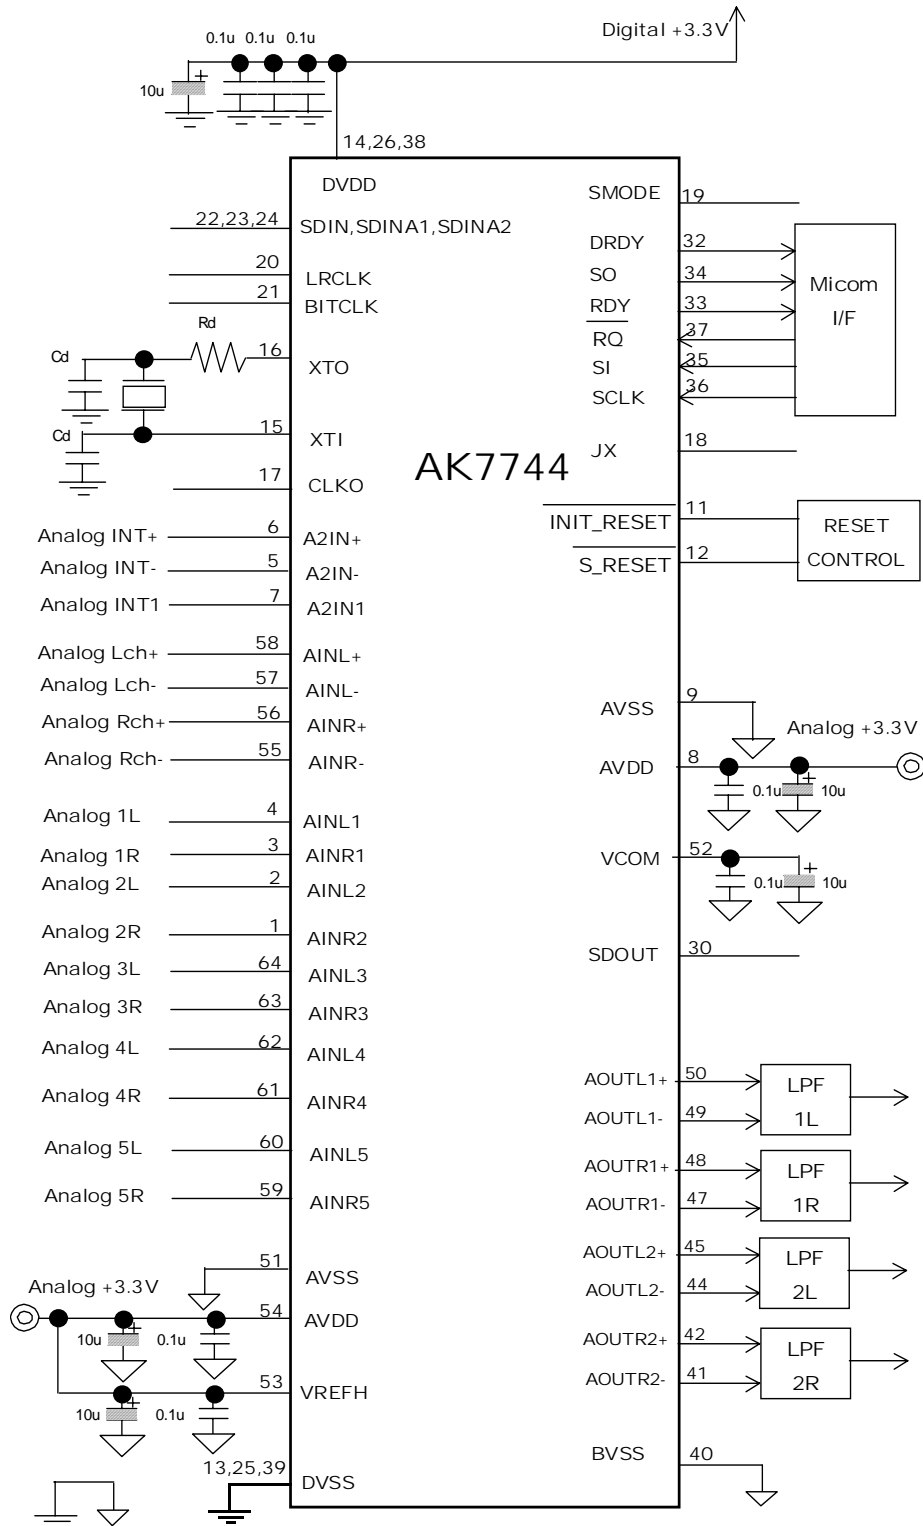 Digital +3.3V
0.1u 0.1u 0.1u
+
10u
14,26,38
DVDD
SMODE 19
22,23,24 SDIN,SDINA1,SDINA2
DRDY 32
20 LRCLK
SO 34
Micom
I/F
21 BITCLK
RDY 33
Rd
RQ 37
Cd
16 XTO
SI 35
SCLK 36
Cd
15 XTI
JX 18
AK7744
17 CLKO
INIT_RESET 11
RESET
CONTROL
Analog INT+ 6 A2IN+
S_RESET 12
Analog INT- 5 A2IN-
Analog INT1 7 A2IN1
Analog Lch+ 58 AINL+
Analog Lch- 57 AINL-
Analog Rch+ 56 AINR+
AVSS 9
Analog Rch- 55 AINR-
Analog +3.3V
AVDD 8
+
0.1u 10u
Analog 1L 4 AINL1
Analog 1R 3 AINR1
VCOM 52
+
0.1u 10u
Analog 2L 2 AINL2
Analog 2R 1 AINR2
SDOUT 30
Analog 3L 64 AINL3
Analog 3R 63 AINR3
Analog 4L 62 AINL4
Analog 4R 61 AINR4
AOUTL1+ 50
LPF
1L
AOUTL1- 49
Analog 5L 60 AINL5
AOUTR1+ 48
LPF
1R
Analog 5R 59 AINR5
AOUTR1- 47
AOUTL2+ 45
LPF
2L
51 AVSS
AOUTL2- 44
Analog +3.3V
54 AVDD
+
10u 0.1u
AOUTR2+ 42
LPF
2R
AOUTR2- 41
53 VREFH
+
10u 0.1u
BVSS 40
13,25,39 DVSS